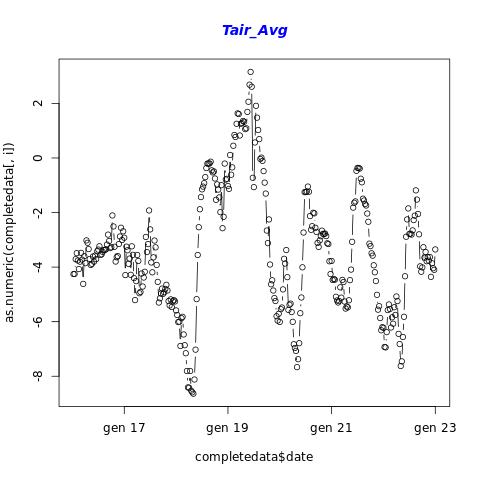 Tair_Avg
as.numeric(completedata[, i])
2
0
-2
-4
-6
-8
gen 17
gen 19
gen 21
gen 23
completedata$date